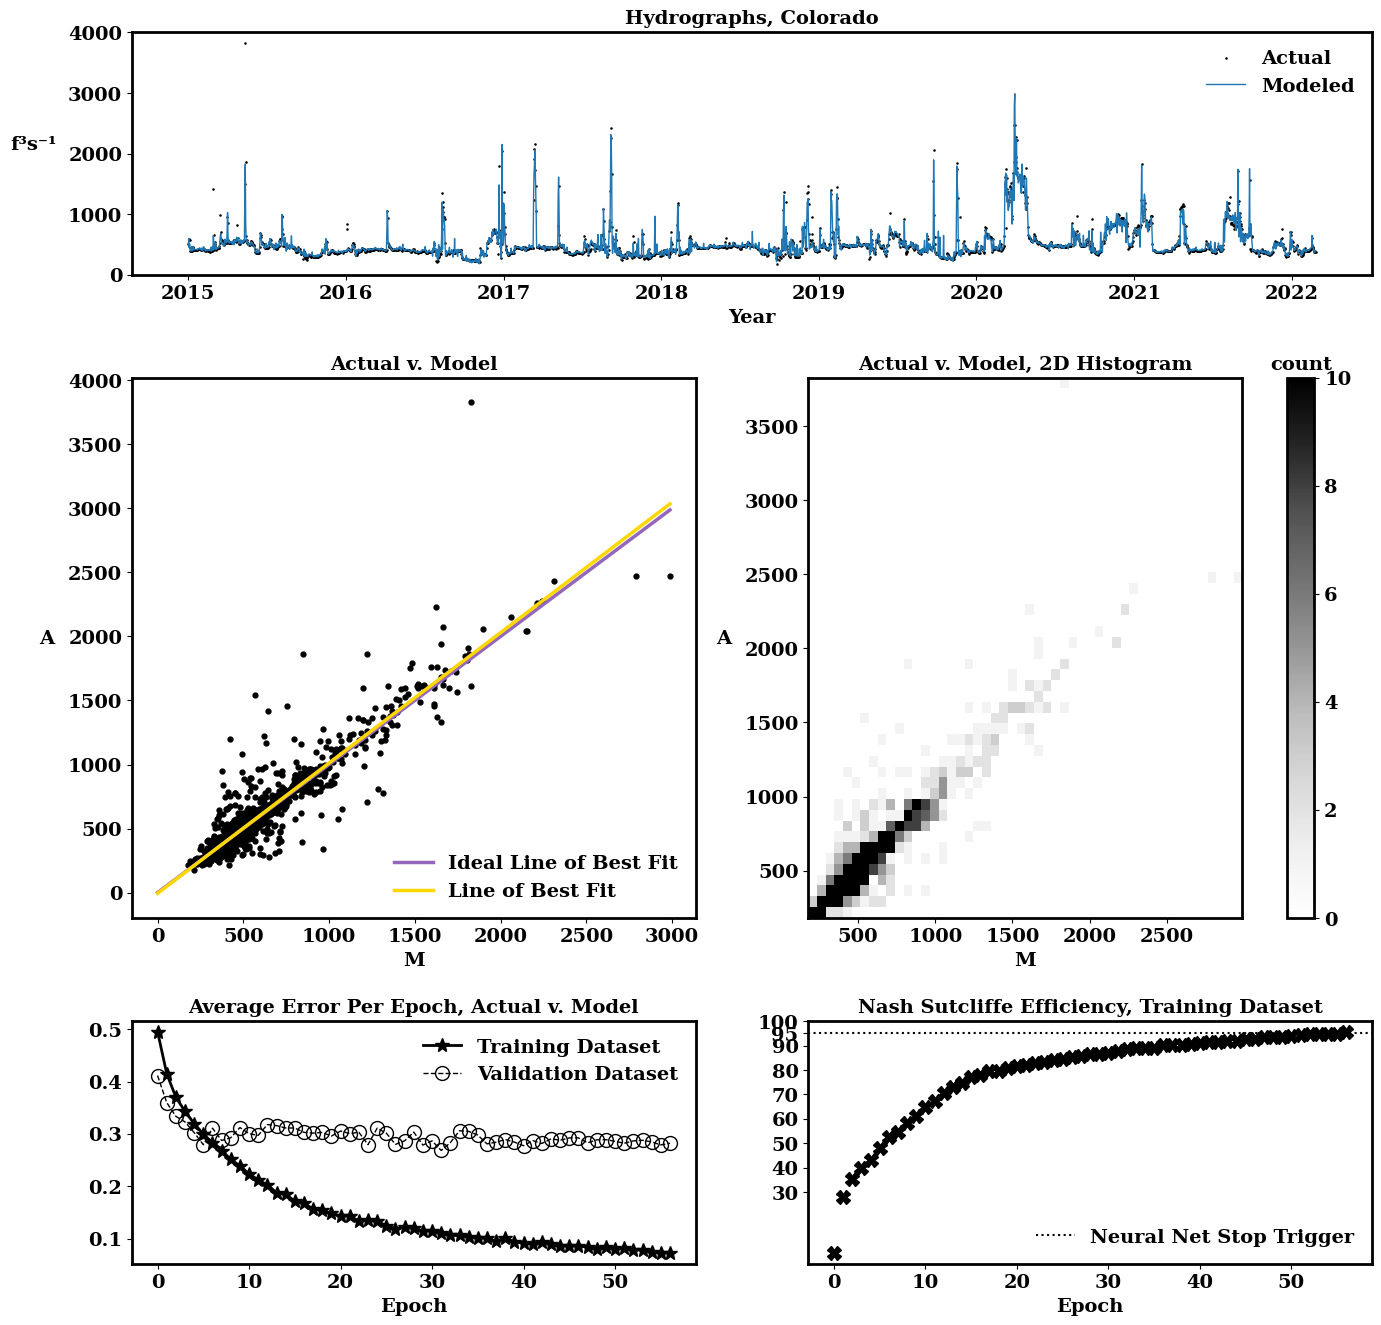 Hydrographs, Colorado
4000
3000
2000
1000
0
f³s⁻¹
Actual
Modeled
2015 2016 2017 2018 2019 2020 2021 2022
Year
Actual v. Model
4000
3500
3000
2500
2000
1500
1000
500
0
A
Ideal Line of Best Fit
Line of Best Fit
0 500 1000 1500 2000 2500 3000
M
Actual v. Model, 2D Histogram
3500
3000
2500
2000
1500
1000
500
A
500 1000 1500 2000 2500
M
count
10
8
6
4
2
0
Average Error Per Epoch, Actual v. Model
0.5
0.4
0.3
0.2
0.1
Training Dataset
Validation Dataset
0 10 20 30 40 50
Epoch
Nash Sutcliffe Efficiency, Training Dataset
100
95
90
80
70
60
50
40
30
Neural Net Stop Trigger
0 10 20 30 40 50
Epoch